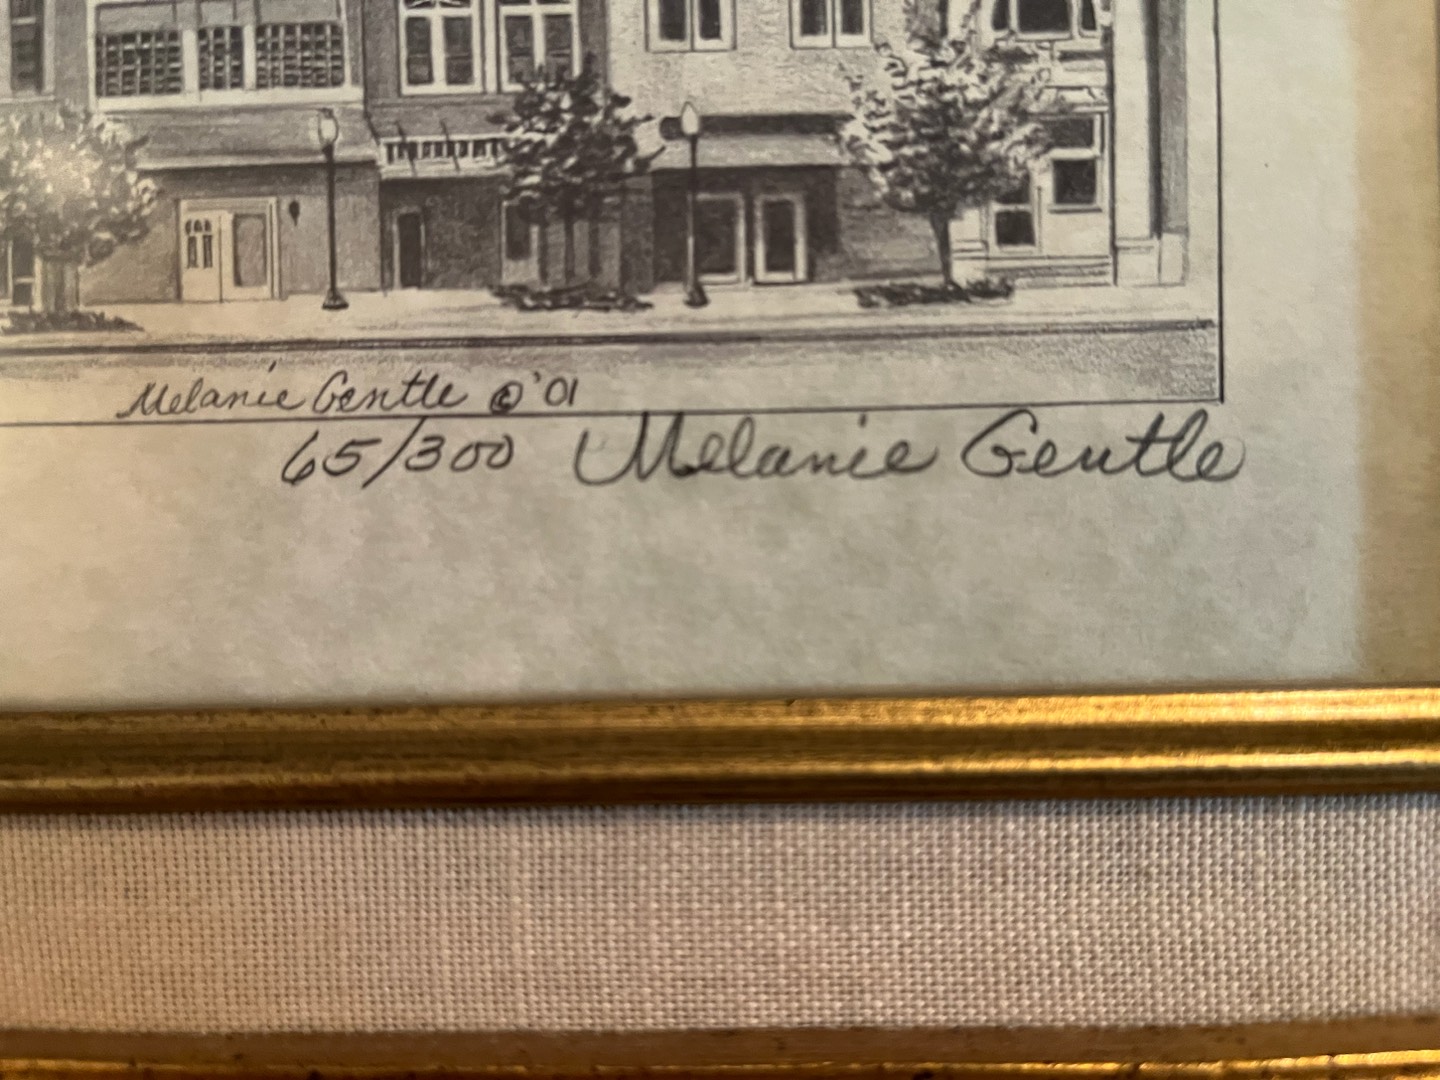 Melanie Gentle © '01
65/300 Melanie Gentle